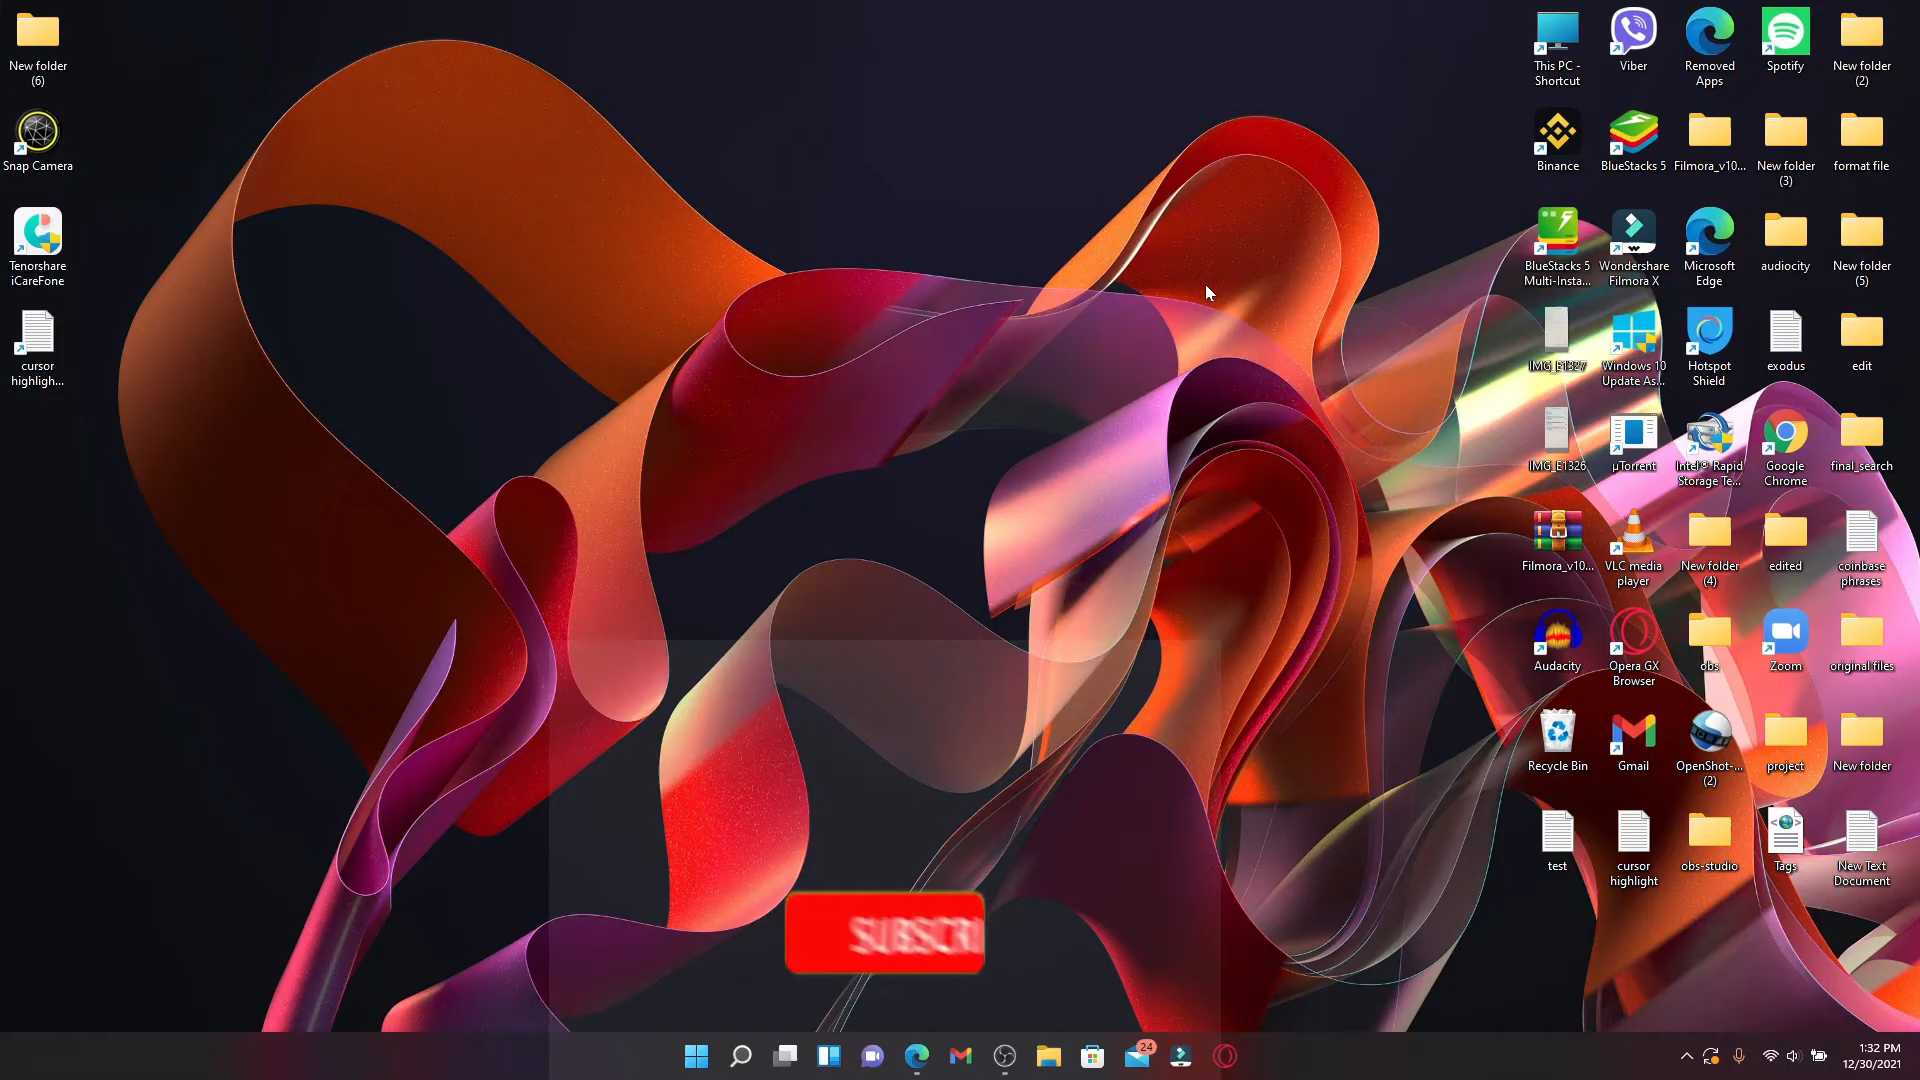 New folder
(6)
Snap Camera
Tenorshare
iCareFone
cursor
highligh...
This PC -
Shortcut
Viber
Removed
Apps
Spotify
New folder
(2)
Binance
BlueStacks 5
Filmora_v10...
New folder
(3)
format file
BlueStacks 5
Multi-Insta...
Wondershare
Filmora X
Microsoft
Edge
audiocity
New folder
(5)
IMG_E1327
Windows 10
Update As...
Hotspot
Shield
exodus
edit
IMG_E1326
µTorrent
Intel® Rapid
Storage Te...
Google
Chrome
final_search
Filmora_v10...
VLC media
player
New folder
(4)
edited
coinbase
phrases
Audacity
Opera GX
Browser
obs
Zoom
original files
Recycle Bin
Gmail
OpenShot-...
(2)
project
New folder
test
cursor
highlight
obs-studio
Tags
New Text
Document
SUBSCRI
24
1:32 PM
12/30/2021